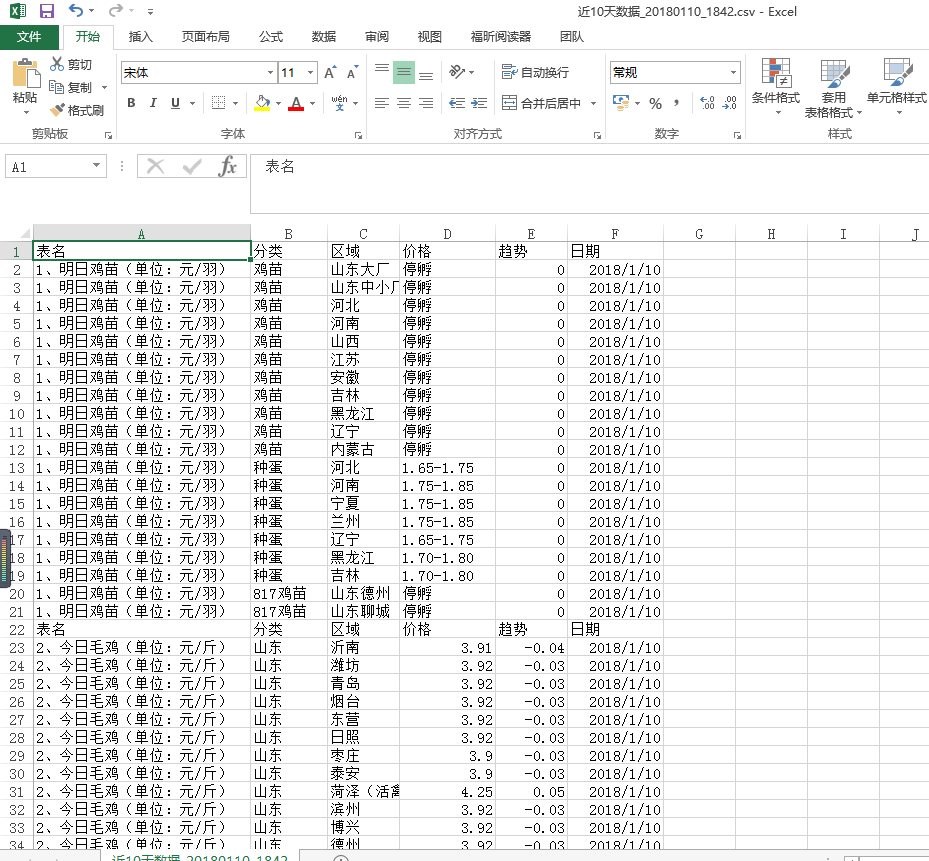 近10天数据_20180110_1842.csv - Excel
文件 开始 插入 页面布局 公式 数据 审阅 视图 福昕阅读器 团队
剪切 宋体 11 A A 自动换行 常规
粘贴 复制 条件格式 套用 单元格样式
格式刷 B I U A wén 合并后居中 % , 表格格式
剪贴板 字体 对齐方式 数字 样式
A1 fx 表名
A B C D E F G H I J
1 表名 分类 区域 价格 趋势 日期
2 1、明日鸡苗（单位：元/羽） 鸡苗 山东大厂 停孵 0 2018/1/10
3 1、明日鸡苗（单位：元/羽） 鸡苗 山东中小厂 停孵 0 2018/1/10
4 1、明日鸡苗（单位：元/羽） 鸡苗 河北 停孵 0 2018/1/10
5 1、明日鸡苗（单位：元/羽） 鸡苗 河南 停孵 0 2018/1/10
6 1、明日鸡苗（单位：元/羽） 鸡苗 山西 停孵 0 2018/1/10
7 1、明日鸡苗（单位：元/羽） 鸡苗 江苏 停孵 0 2018/1/10
8 1、明日鸡苗（单位：元/羽） 鸡苗 安徽 停孵 0 2018/1/10
9 1、明日鸡苗（单位：元/羽） 鸡苗 吉林 停孵 0 2018/1/10
10 1、明日鸡苗（单位：元/羽） 鸡苗 黑龙江 停孵 0 2018/1/10
11 1、明日鸡苗（单位：元/羽） 鸡苗 辽宁 停孵 0 2018/1/10
12 1、明日鸡苗（单位：元/羽） 鸡苗 内蒙古 停孵 0 2018/1/10
13 1、明日鸡苗（单位：元/羽） 种蛋 河北 1.65-1.75 0 2018/1/10
14 1、明日鸡苗（单位：元/羽） 种蛋 河南 1.75-1.85 0 2018/1/10
15 1、明日鸡苗（单位：元/羽） 种蛋 宁夏 1.75-1.85 0 2018/1/10
16 1、明日鸡苗（单位：元/羽） 种蛋 兰州 1.75-1.85 0 2018/1/10
17 1、明日鸡苗（单位：元/羽） 种蛋 辽宁 1.65-1.75 0 2018/1/10
18 1、明日鸡苗（单位：元/羽） 种蛋 黑龙江 1.70-1.80 0 2018/1/10
19 1、明日鸡苗（单位：元/羽） 种蛋 吉林 1.70-1.80 0 2018/1/10
20 1、明日鸡苗（单位：元/羽） 817鸡苗 山东德州 停孵 0 2018/1/10
21 1、明日鸡苗（单位：元/羽） 817鸡苗 山东聊城 停孵 0 2018/1/10
22 表名 分类 区域 价格 趋势 日期
23 2、今日毛鸡（单位：元/斤） 山东 沂南 3.91 -0.04 2018/1/10
24 2、今日毛鸡（单位：元/斤） 山东 潍坊 3.92 -0.03 2018/1/10
25 2、今日毛鸡（单位：元/斤） 山东 青岛 3.92 -0.03 2018/1/10
26 2、今日毛鸡（单位：元/斤） 山东 烟台 3.92 -0.03 2018/1/10
27 2、今日毛鸡（单位：元/斤） 山东 东营 3.92 -0.03 2018/1/10
28 2、今日毛鸡（单位：元/斤） 山东 日照 3.92 -0.03 2018/1/10
29 2、今日毛鸡（单位：元/斤） 山东 枣庄 3.9 -0.03 2018/1/10
30 2、今日毛鸡（单位：元/斤） 山东 泰安 3.9 -0.03 2018/1/10
31 2、今日毛鸡（单位：元/斤） 山东 菏泽（活禽 4.25 0.05 2018/1/10
32 2、今日毛鸡（单位：元/斤） 山东 滨州 3.92 -0.03 2018/1/10
33 2、今日毛鸡（单位：元/斤） 山东 博兴 3.92 -0.03 2018/1/10
34 2、今日毛鸡（单位：元/斤） 山东 德州 3.92 -0.03 2018/1/10
近10天数据_20180110_1842